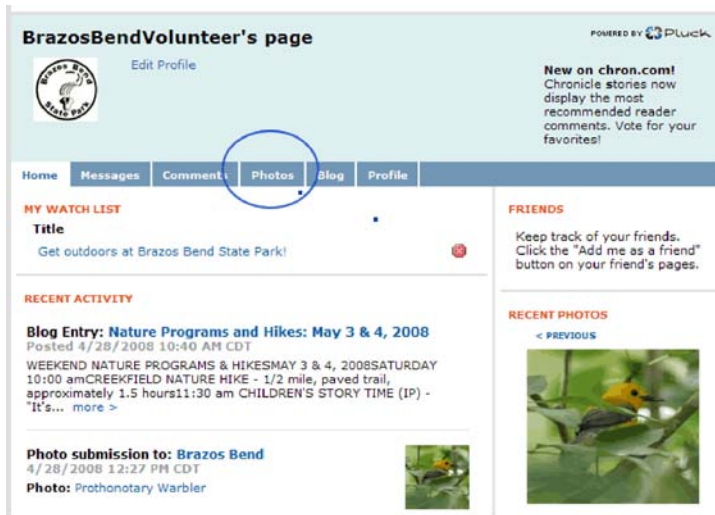 BrazosBendVolunteer's page
POWERED BY Pluck
Edit Profile
Brazos Bend
State Park
New on chron.com!
Chronicle stories now
display the most
recommended reader
comments. Vote for your
favorites!
Home Messages Comments Photos Blog Profile
MY WATCH LIST
Title
Get outdoors at Brazos Bend State Park!
FRIENDS
Keep track of your friends.
Click the "Add me as a friend"
button on your friend's pages.
RECENT ACTIVITY
Blog Entry: Nature Programs and Hikes: May 3 & 4, 2008
Posted 4/28/2008 10:40 AM CDT
WEEKEND NATURE PROGRAMS & HIKESMAY 3 & 4, 2008SATURDAY
10:00 amCREEKFIELD NATURE HIKE - 1/2 mile, paved trail,
approximately 1.5 hours11:30 am CHILDREN'S STORY TIME (IP) -
"It's... more >
Photo submission to: Brazos Bend
4/28/2008 12:27 PM CDT
Photo: Prothonotary Warbler
RECENT PHOTOS
< PREVIOUS